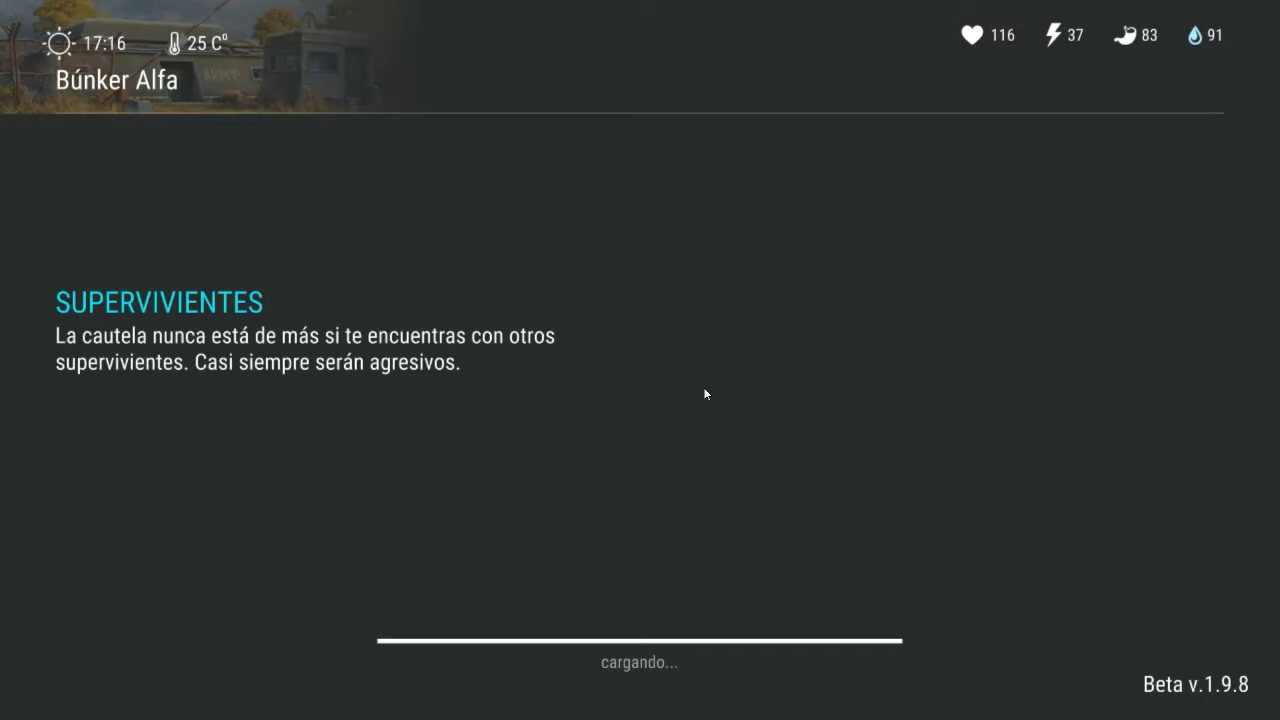 17:16 25 C°
116 37 83 91
Búnker Alfa
SUPERVIVIENTES
La cautela nunca está de más si te encuentras con otros
supervivientes. Casi siempre serán agresivos.
cargando...
Beta v.1.9.8